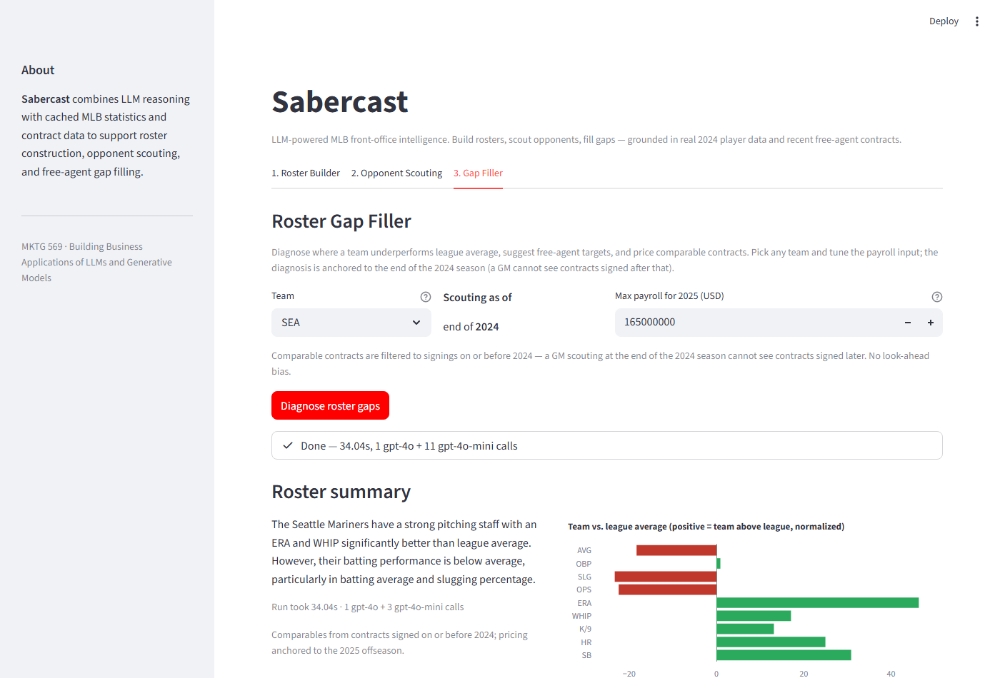 Deploy
About
Sabercast combines LLM reasoning
with cached MLB statistics and
contract data to support roster
construction, opponent scouting,
and free-agent gap filling.
MKTG 569 · Building Business
Applications of LLMs and Generative
Models
Sabercast
LLM-powered MLB front-office intelligence. Build rosters, scout opponents, fill gaps — grounded in real 2024 player data and recent free-agent contracts.
1. Roster Builder 2. Opponent Scouting 3. Gap Filler
Roster Gap Filler
Diagnose where a team underperforms league average, suggest free-agent targets, and price comparable contracts. Pick any team and tune the payroll input; the
diagnosis is anchored to the end of the 2024 season (a GM cannot see contracts signed after that).
Team
SEA
Scouting as of
end of 2024
Max payroll for 2025 (USD)
165000000
Comparable contracts are filtered to signings on or before 2024 — a GM scouting at the end of the 2024 season cannot see contracts signed later. No look-ahead
bias.
Diagnose roster gaps
Done — 34.04s, 1 gpt-4o + 11 gpt-4o-mini calls
Roster summary
The Seattle Mariners have a strong pitching staff with an
ERA and WHIP significantly better than league average.
However, their batting performance is below average,
particularly in batting average and slugging percentage.
Run took 34.04s · 1 gpt-4o + 3 gpt-4o-mini calls
Comparables from contracts signed on or before 2024; pricing
anchored to the 2025 offseason.
Team vs. league average (positive = team above league, normalized)
AVG
OBP
SLG
OPS
ERA
WHIP
K/9
HR
SB
−20 0 20 40